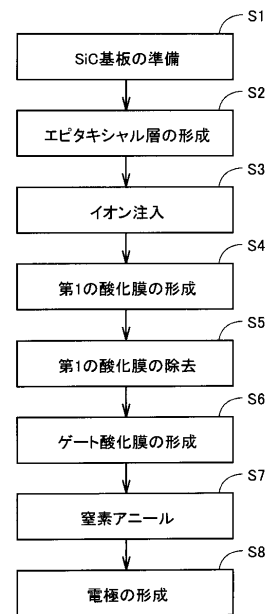 S1
SiC基板の準備
S2
エピタキシャル層の形成
S3
イオン注入
S4
第1の酸化膜の形成
S5
第1の酸化膜の除去
S6
ゲート酸化膜の形成
S7
窒素アニール
S8
電極の形成